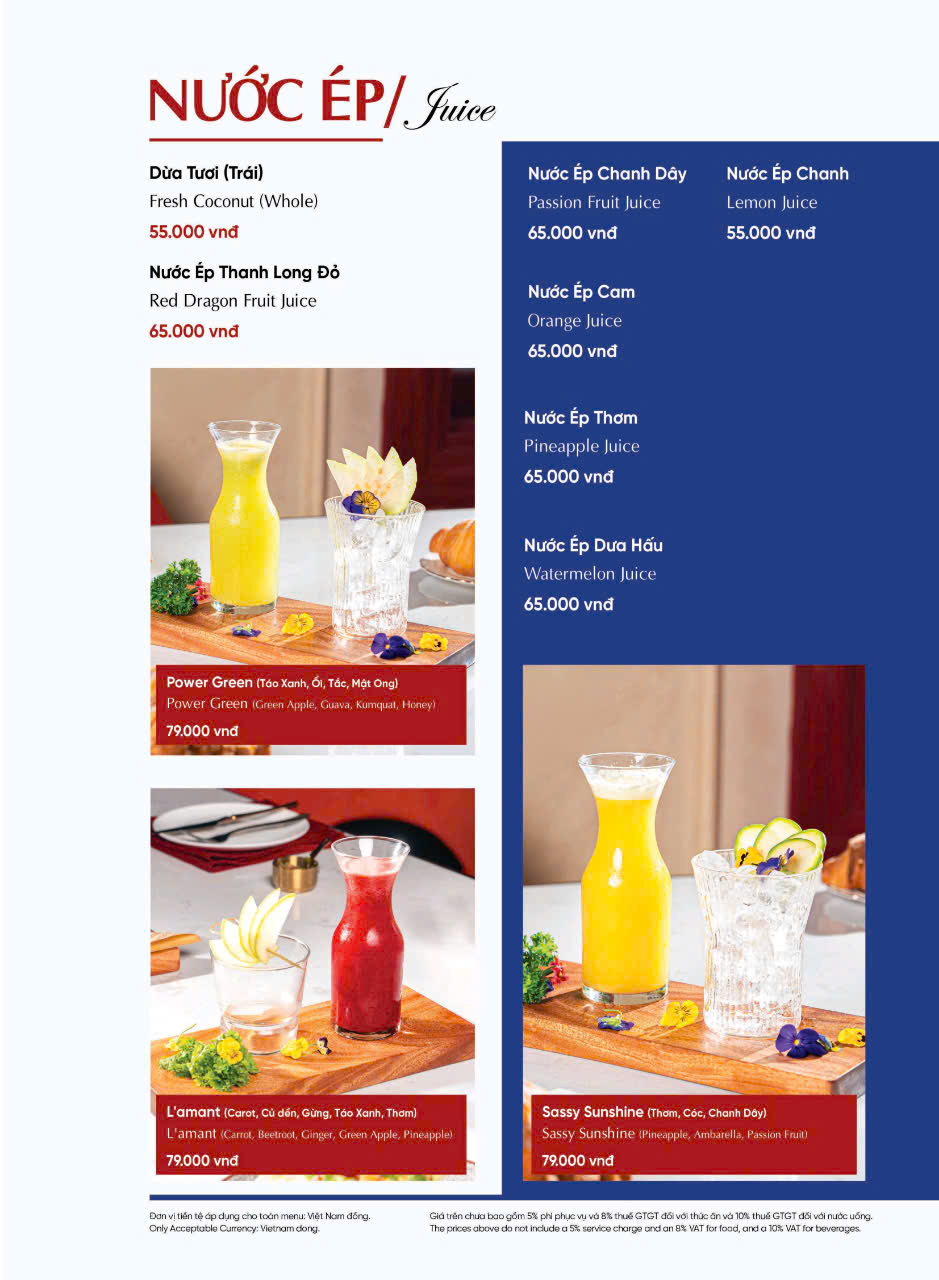 NƯỚC ÉP/ Juice
Dừa Tươi (Trái)
Fresh Coconut (Whole)
55.000 vnđ
Nước Ép Thanh Long Đỏ
Red Dragon Fruit Juice
65.000 vnđ
Power Green (Táo Xanh, Ổi, Tắc, Mật Ong)
Power Green (Green Apple, Guava, Kumquat, Honey)
79.000 vnđ
L'amant (Carot, Củ dền, Gừng, Táo Xanh, Thơm)
L'amant (Carrot, Beetroot, Ginger, Green Apple, Pineapple)
79.000 vnđ
Nước Ép Chanh Dây
Passion Fruit Juice
65.000 vnđ
Nước Ép Chanh
Lemon Juice
55.000 vnđ
Nước Ép Cam
Orange Juice
65.000 vnđ
Nước Ép Thơm
Pineapple Juice
65.000 vnđ
Nước Ép Dưa Hấu
Watermelon Juice
65.000 vnđ
Sassy Sunshine (Thơm, Cóc, Chanh Dây)
Sassy Sunshine (Pineapple, Ambarella, Passion Fruit)
79.000 vnđ
Đơn vị tiền tệ áp dụng cho toàn menu: Việt Nam đồng.
Only Acceptable Currency: Vietnam dong.
Giá trên chưa bao gồm 5% phí phục vụ và 8% thuế GTGT đối với thức ăn và 10% thuế GTGT đối với nước uống.
The prices above do not include a 5% service charge and an 8% VAT for food, and a 10% VAT for beverages.